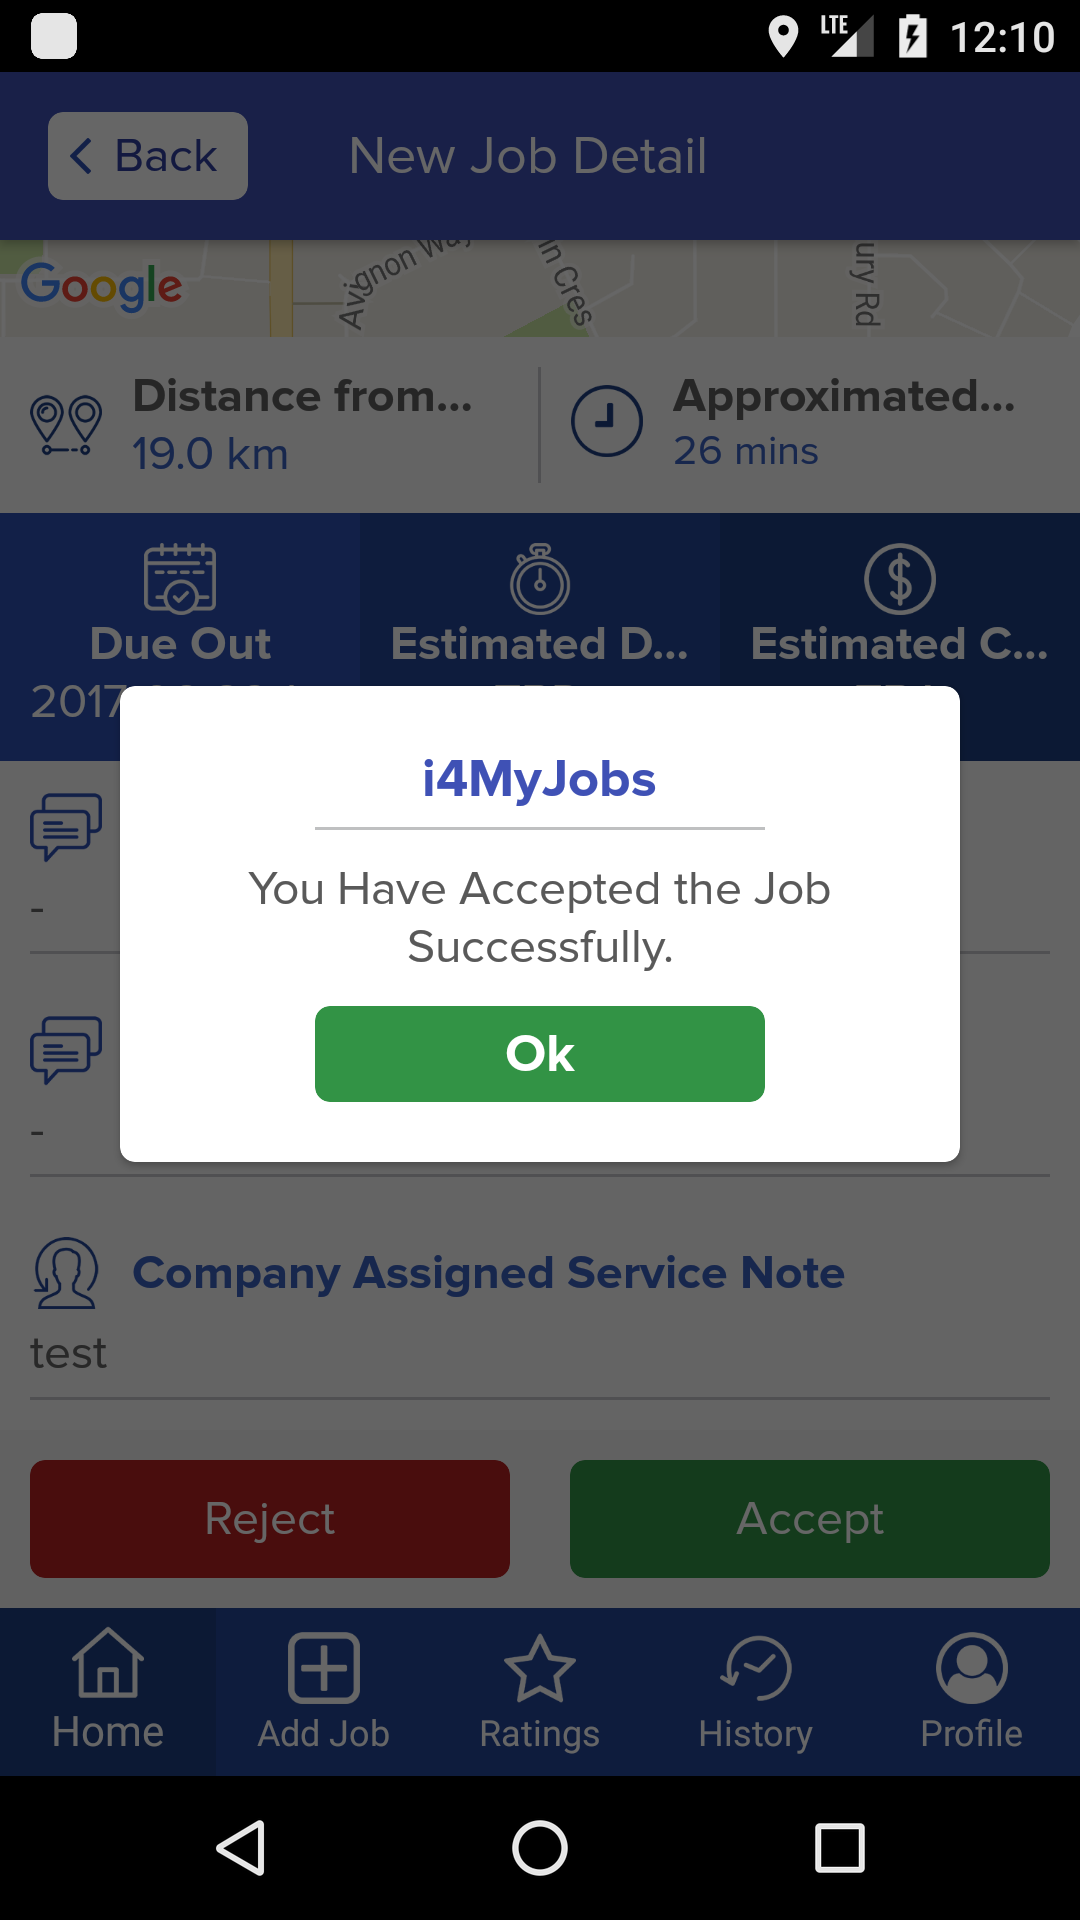 LTE 12:10
Back New Job Detail
Google
Avignon Way
in Cres
ury Rd
Distance from...
19.0 km
Approximated...
26 mins
Due Out
Estimated D...
Estimated C...
2017
i4MyJobs
You Have Accepted the Job
Successfully.
Ok
-
-
Company Assigned Service Note
test
Reject
Accept
Home
Add Job
Ratings
History
Profile